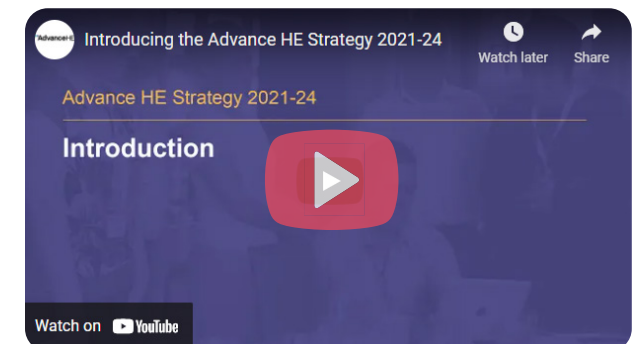 AdvanceHE
Introducing the Advance HE Strategy 2021-24
Watch later
Share
Advance HE Strategy 2021-24
Introduction
Watch on YouTube